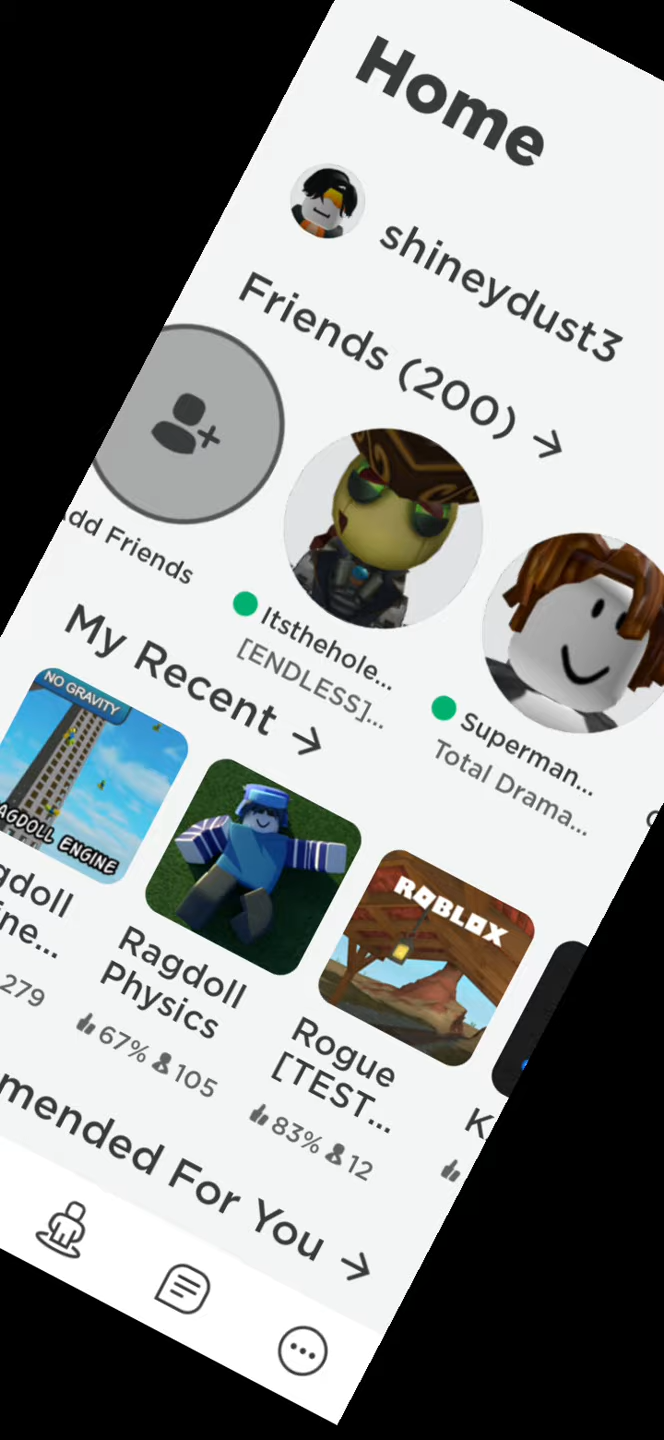 Home
shineydust3
Friends (200)
dd Friends
Itsthehole...
[ENDLESS]...
Superman...
Total Drama...
My Recent
NO GRAVITY
AGDOLL ENGINE
gdoll
ine...
279
Ragdoll
Physics
67% 105
ROBLOX
Rogue
[TEST...
83% 12
K
mended For You